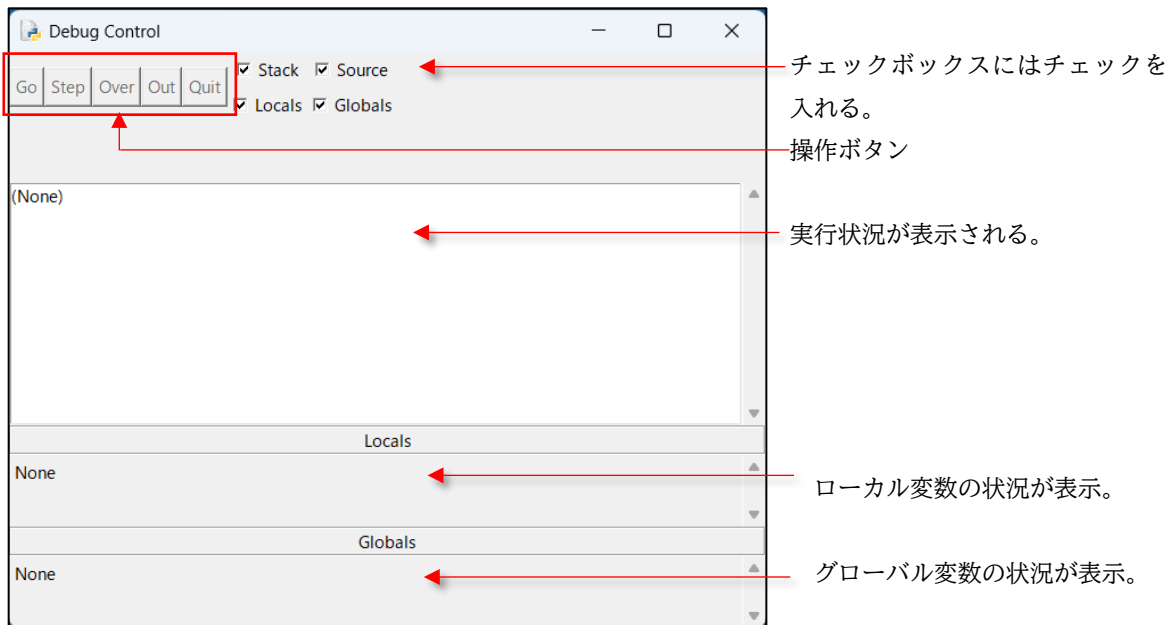 Debug Control
Go Step Over Out Quit
Stack Source
Locals Globals
チェックボックスにはチェックを
入れる。
操作ボタン
(None)
実行状況が表示される。
Locals
None
ローカル変数の状況が表示。
Globals
None
グローバル変数の状況が表示。